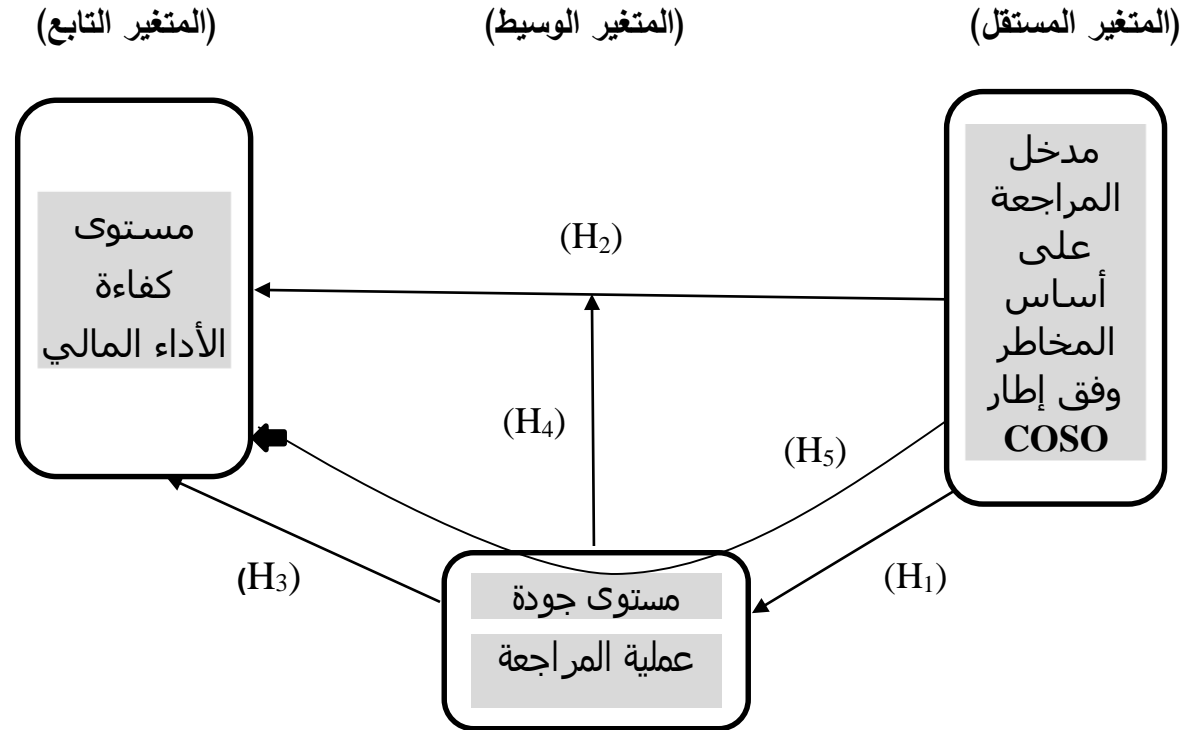 (المتغير المستقل)
(المتغير الوسيط)
(المتغير التابع)
مدخل
المراجعة
على
أساس
المخاطر
وفق إطار
COSO
(H₂)
مستوى
كفاءة
الأداء المالي
(H₄)
(H₅)
(H₁)
(H₃)
مستوى جودة
عملية المراجعة